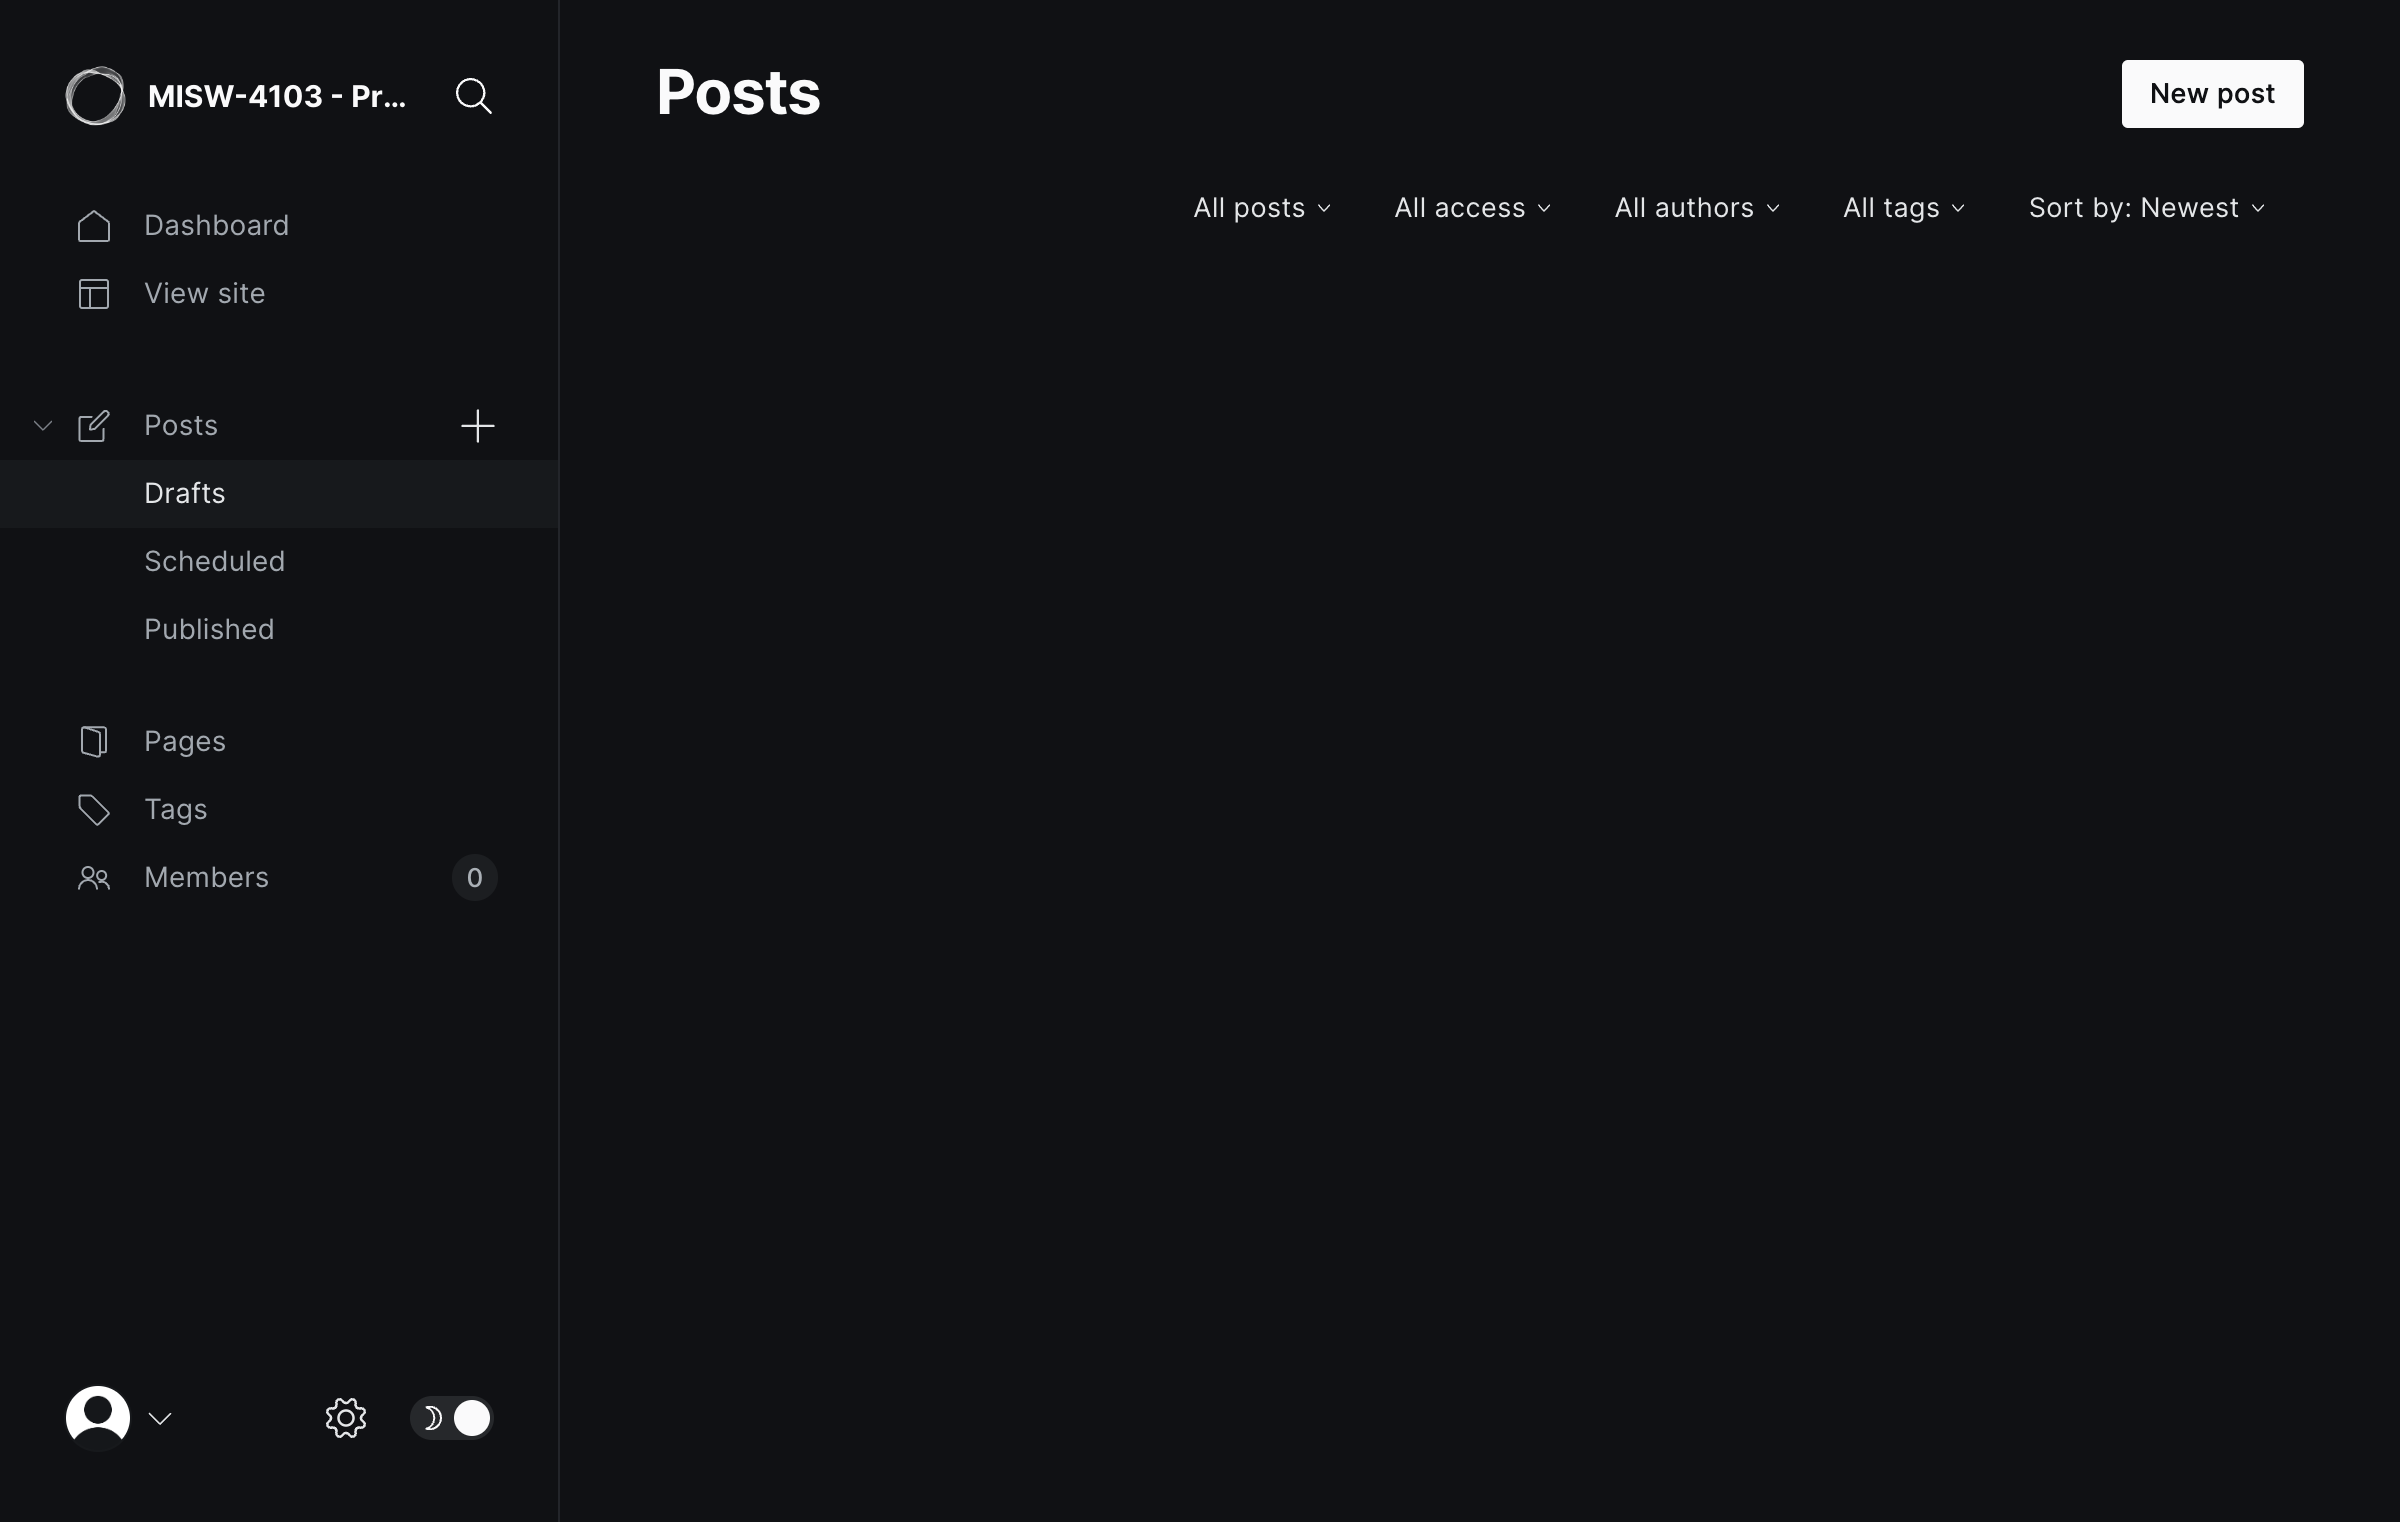 MISW-4103 - Pr...
Dashboard
View site
Posts
Drafts
Scheduled
Published
Pages
Tags
Members 0
Posts
New post
All posts All access All authors All tags Sort by: Newest